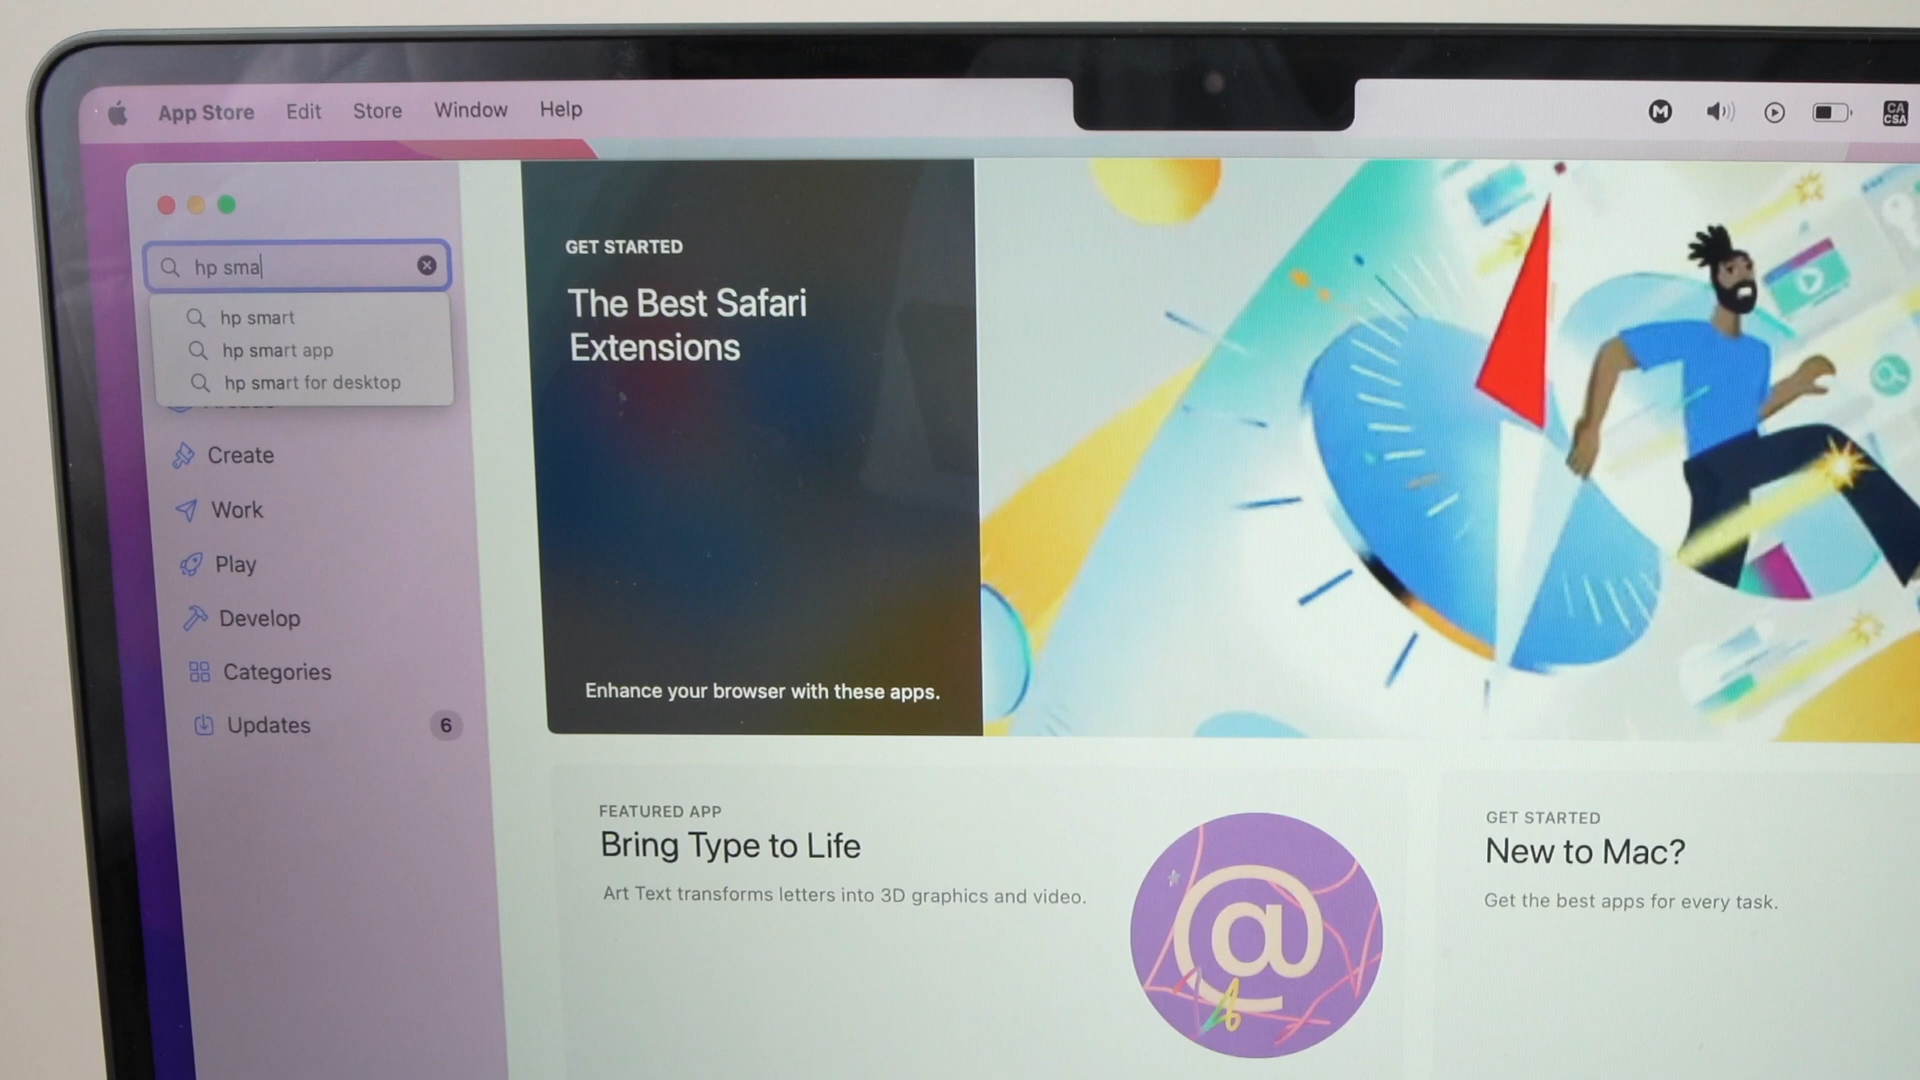 App Store Edit Store Window Help
CA
CSA
hp sma
hp smart
hp smart app
hp smart for desktop
Create
Work
Play
Develop
Categories
Updates 6
GET STARTED
The Best Safari
Extensions
Enhance your browser with these apps.
FEATURED APP
Bring Type to Life
Art Text transforms letters into 3D graphics and video.
@
GET STARTED
New to Mac?
Get the best apps for every task.